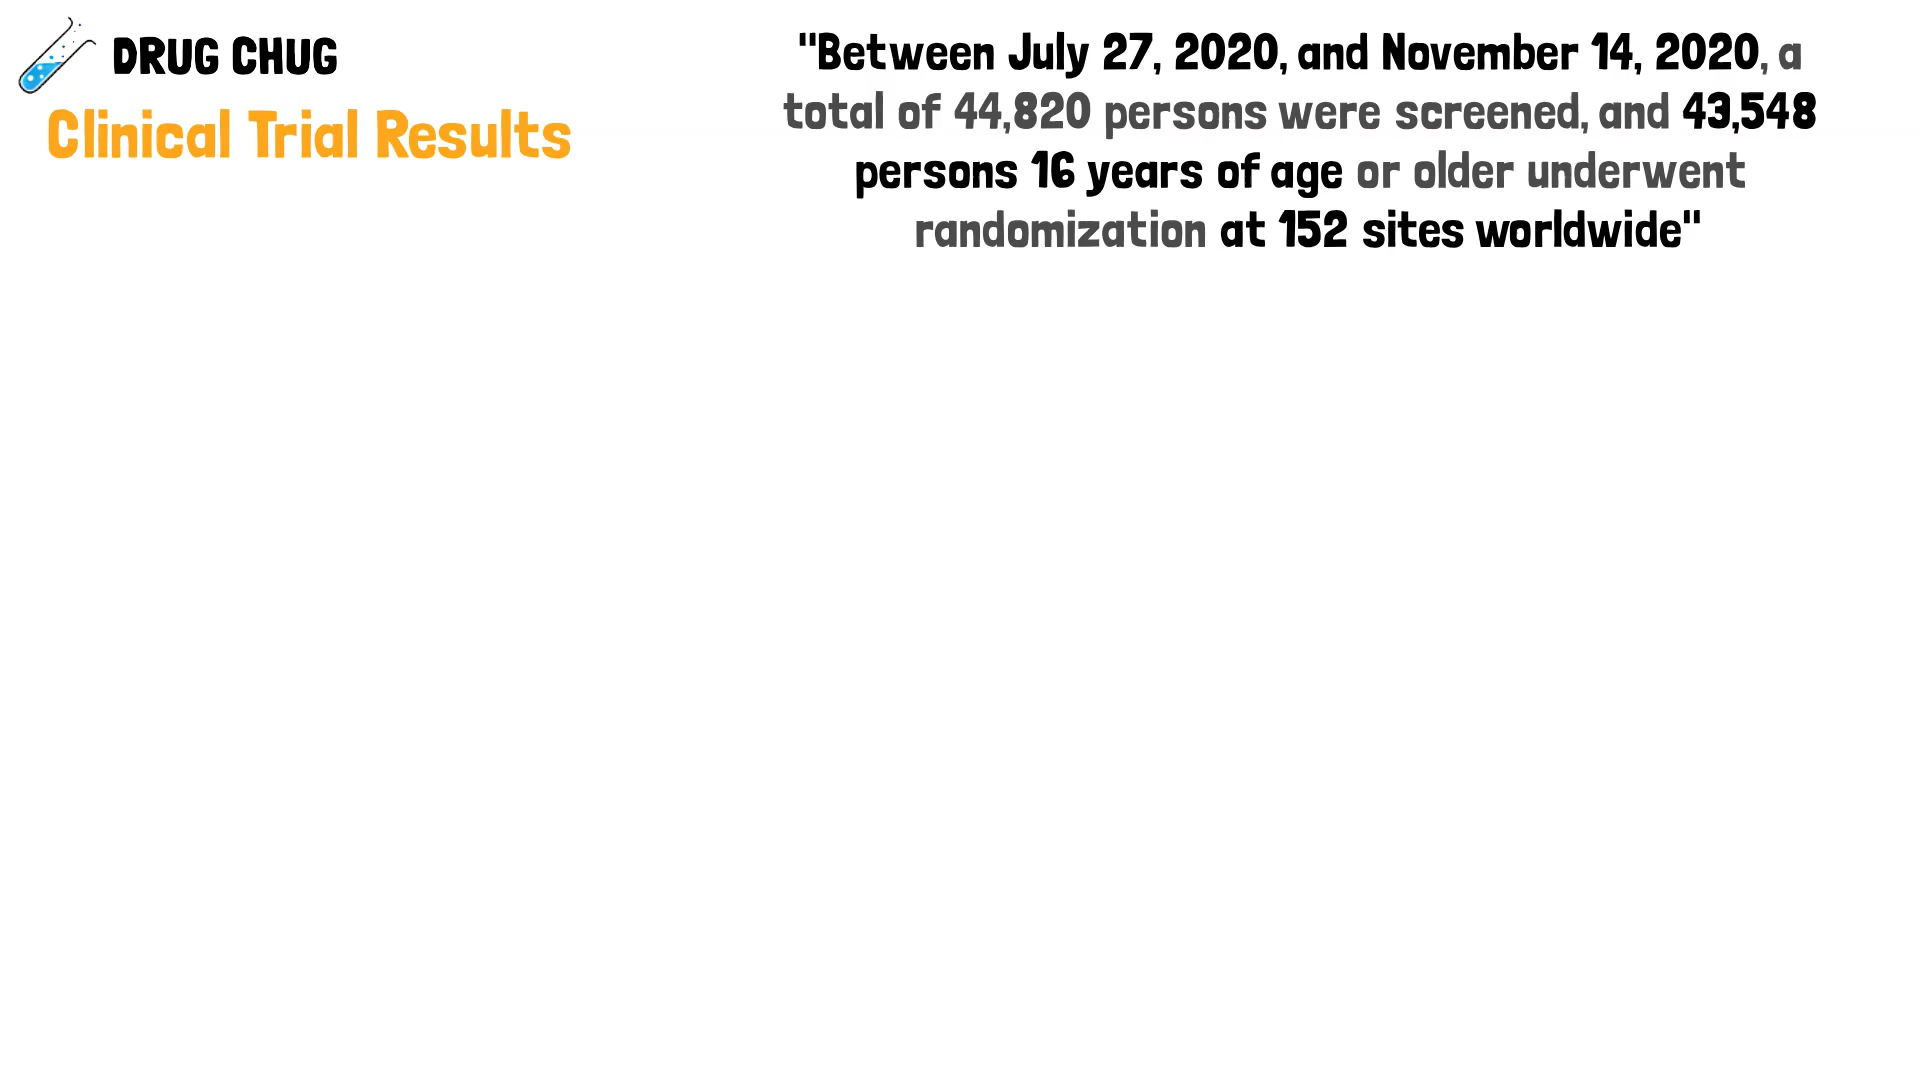 DRUG CHUG
Clinical Trial Results
"Between July 27, 2020, and November 14, 2020, a
total of 44,820 persons were screened, and 43,548
persons 16 years of age or older underwent
randomization at 152 sites worldwide"